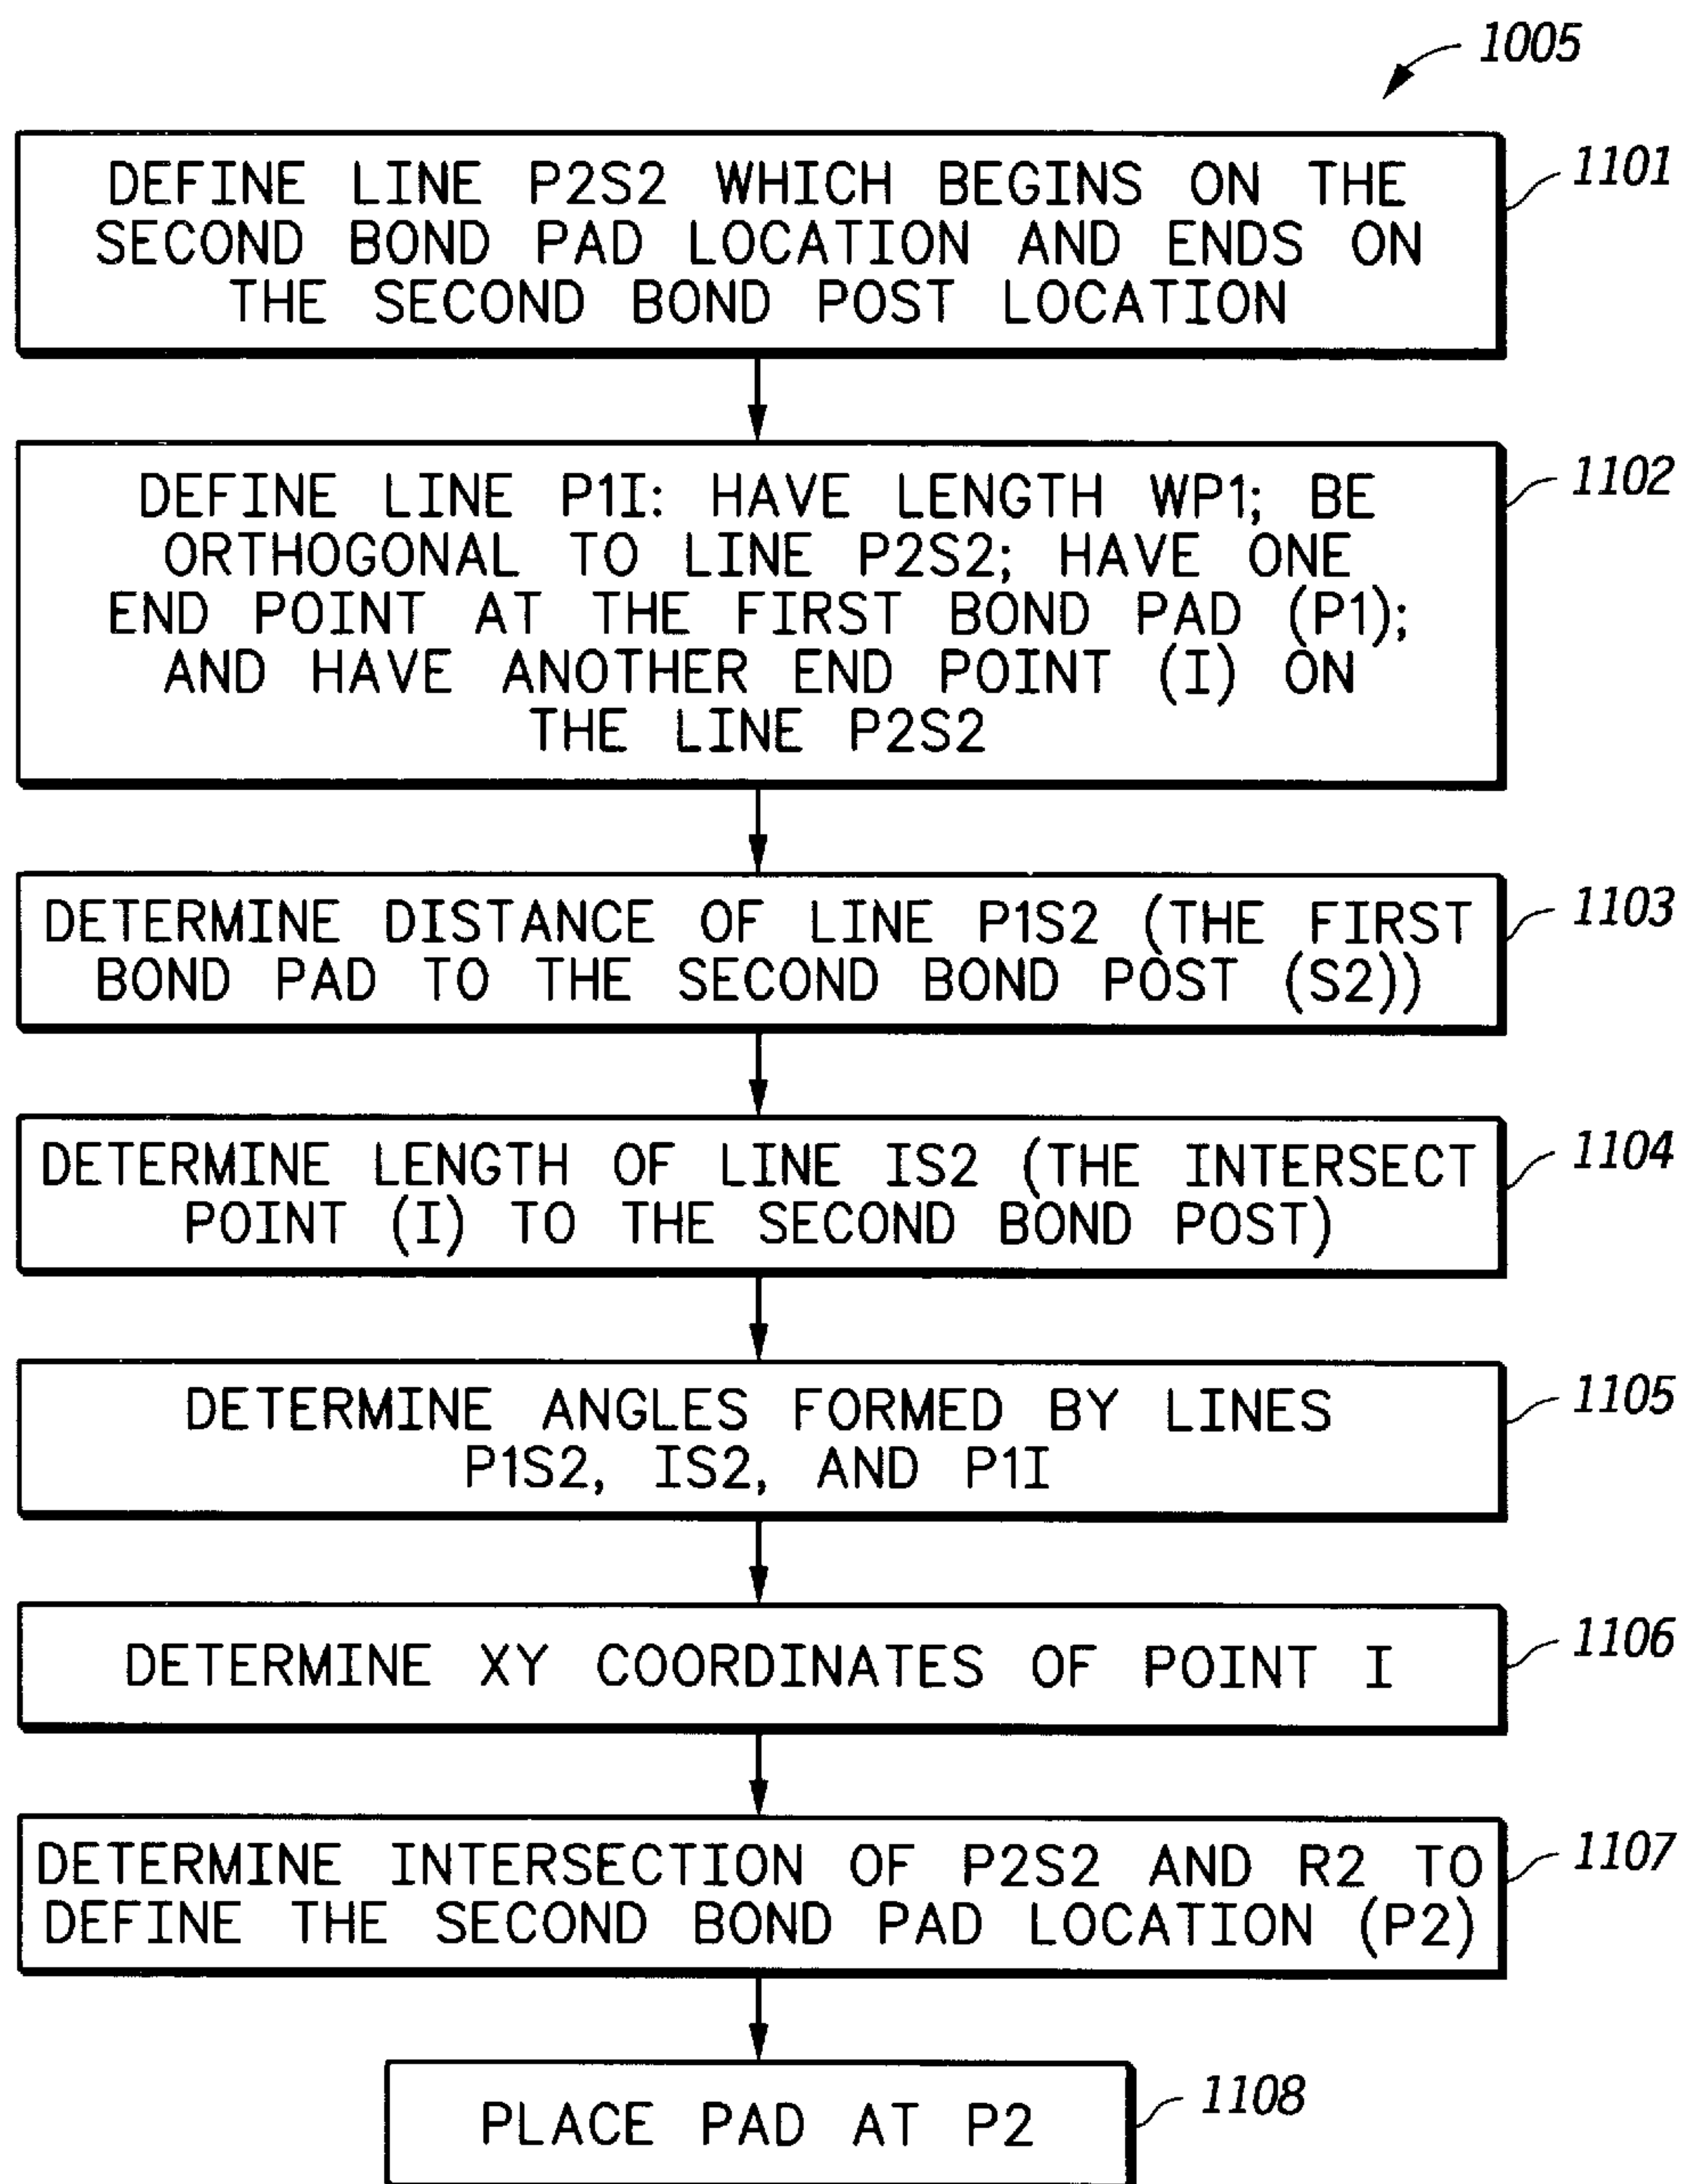 1005
DEFINE LINE P2S2 WHICH BEGINS ON THE
SECOND BOND PAD LOCATION AND ENDS ON
THE SECOND BOND POST LOCATION
1101
DEFINE LINE P1I: HAVE LENGTH WP1; BE
ORTHOGONAL TO LINE P2S2; HAVE ONE
END POINT AT THE FIRST BOND PAD (P1);
AND HAVE ANOTHER END POINT (I) ON
THE LINE P2S2
1102
DETERMINE DISTANCE OF LINE P1S2 (THE FIRST
BOND PAD TO THE SECOND BOND POST (S2))
1103
DETERMINE LENGTH OF LINE IS2 (THE INTERSECT
POINT (I) TO THE SECOND BOND POST)
1104
DETERMINE ANGLES FORMED BY LINES
P1S2, IS2, AND P1I
1105
DETERMINE XY COORDINATES OF POINT I
1106
DETERMINE INTERSECTION OF P2S2 AND R2 TO
DEFINE THE SECOND BOND PAD LOCATION (P2)
1107
PLACE PAD AT P2
1108